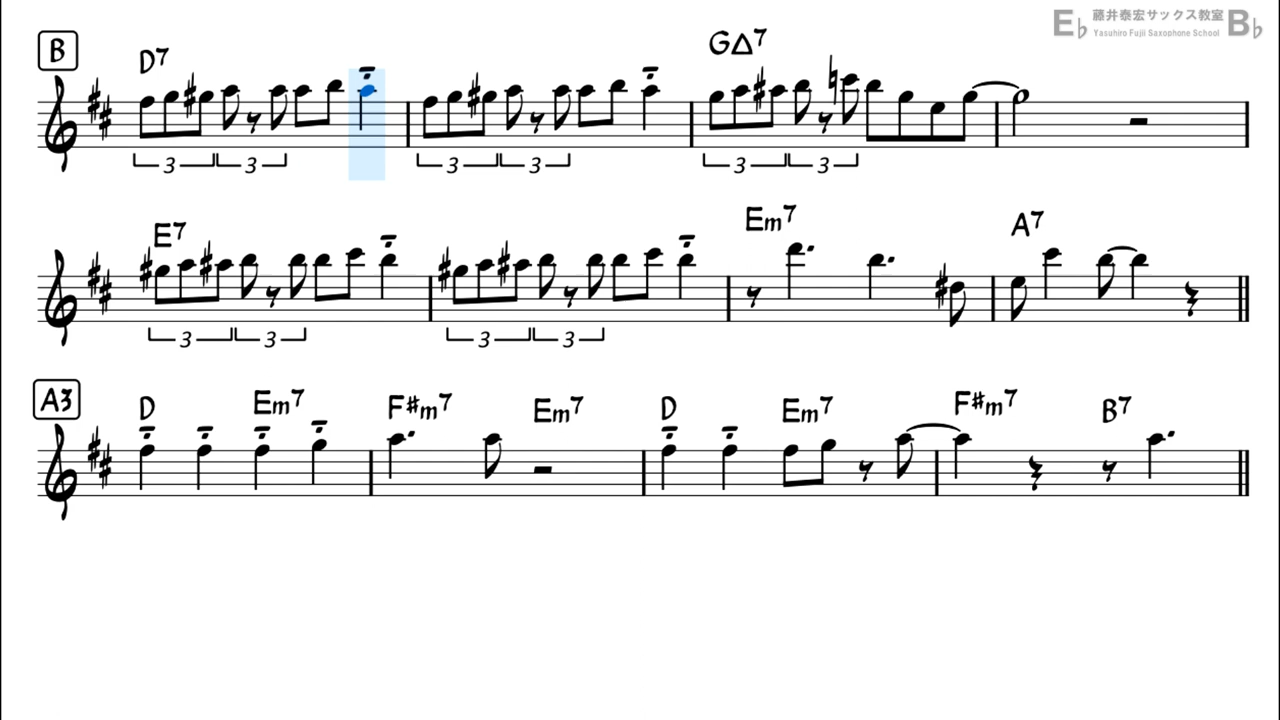 E♭ 藤井泰宏サックス教室 B♭
Yasuhiro Fujii Saxophone School
B D7 G△7
3 3 3 3 3 3
E7 Em7 A7
3 3 3 3
A3 D Em7 F#m7 Em7 D Em7 F#m7 B7